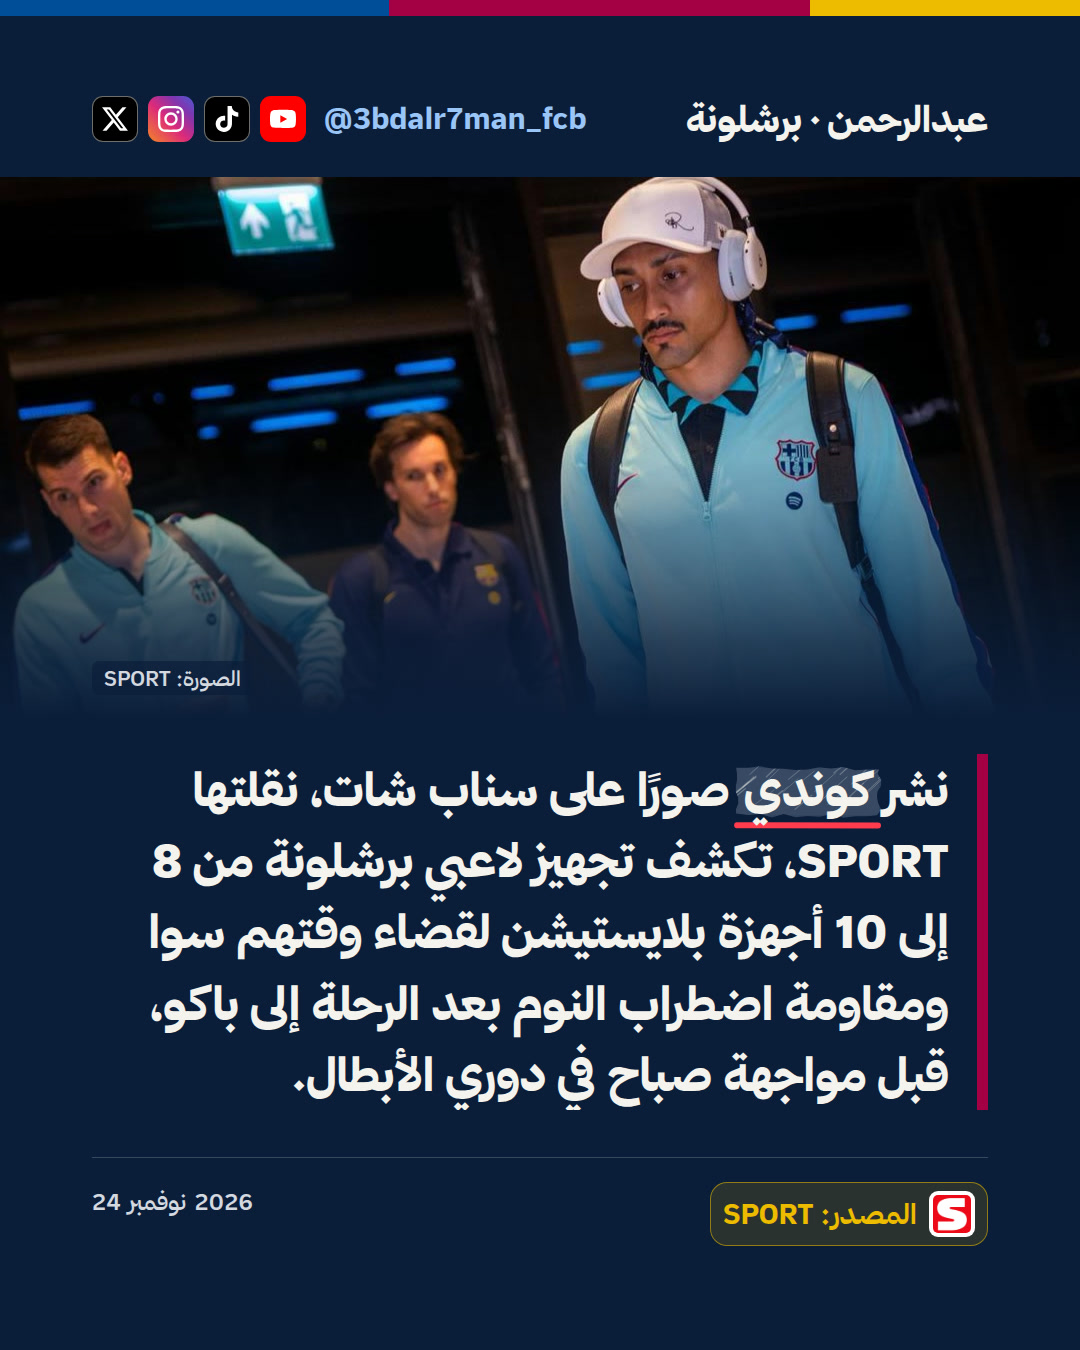 عبدالرحمن · برشلونة
@3bdalr7man_fcb
الصورة: SPORT
نشر كوندي صورًا على سناب شات، نقلتها
SPORT، تكشف تجهيز لاعبي برشلونة من 8
إلى 10 أجهزة بلايستيشن لقضاء وقتهم سوا
ومقاومة اضطراب النوم بعد الرحلة إلى باكو،
قبل مواجهة صباح في دوري الأبطال.
المصدر: SPORT
24 نوفمبر 2026